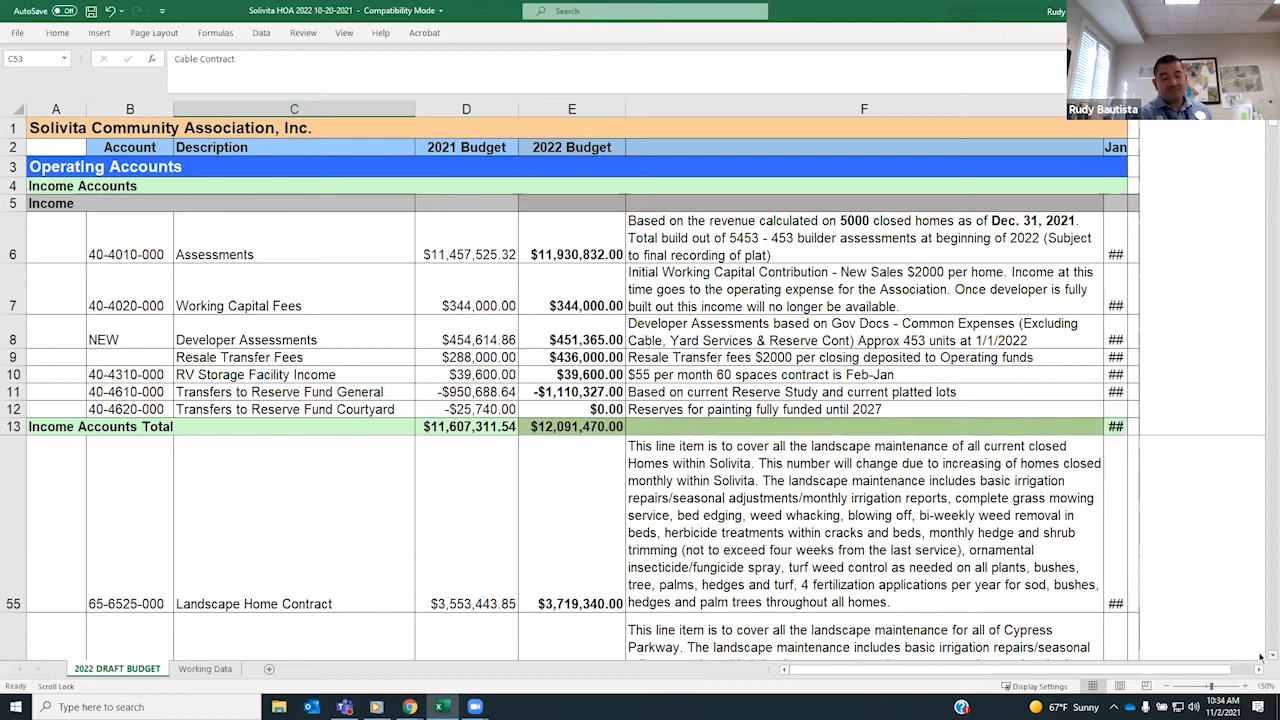 AutoSave Off Solivita HOA 2022 10-20-2021 - Compatibility Mode Search Rudy
File Home Insert Page Layout Formulas Data Review View Help Acrobat
C53 fx Cable Contract
Rudy Bautista
A B C D E F
1 Solivita Community Association, Inc.
2 Account Description 2021 Budget 2022 Budget Jan
3 Operating Accounts
4 Income Accounts
5 Income
Based on the revenue calculated on 5000 closed homes as of Dec. 31, 2021.
Total build out of 5453 - 453 builder assessments at beginning of 2022 (Subject
6 40-4010-000 Assessments $11,457,525.32 $11,930,832.00 to final recording of plat) ##
Initial Working Capital Contribution - New Sales $2000 per home. Income at this
time goes to the operating expense for the Association. Once developer is fully
7 40-4020-000 Working Capital Fees $344,000.00 $344,000.00 built out this income will no longer be available. ##
Developer Assessments based on Gov Docs - Common Expenses (Excluding
8 NEW Developer Assessments $454,614.86 $451,365.00 Cable, Yard Services & Reserve Cont) Approx 453 units at 1/1/2022 ##
9 Resale Transfer Fees $288,000.00 $436,000.00 Resale Transfer fees $2000 per closing deposited to Operating funds ##
10 40-4310-000 RV Storage Facility Income $39,600.00 $39,600.00 $55 per month 60 spaces contract is Feb-Jan ##
11 40-4610-000 Transfers to Reserve Fund General -$950,688.64 -$1,110,327.00 Based on current Reserve Study and current platted lots ##
12 40-4620-000 Transfers to Reserve Fund Courtyard -$25,740.00 $0.00 Reserves for painting fully funded until 2027
13 Income Accounts Total $11,607,311.54 $12,091,470.00 ##
This line item is to cover all the landscape maintenance of all current closed
Homes within Solivita. This number will change due to increasing of homes closed
monthly within Solivita. The landscape maintenance includes basic irrigation
repairs/seasonal adjustments/monthly irrigation reports, complete grass mowing
service, bed edging, weed whacking, blowing off, bi-weekly weed removal in
beds, herbicide treatments within cracks and beds, monthly hedge and shrub
trimming (not to exceed four weeks from the last service), ornamental
insecticide/fungicide spray, turf weed control as needed on all plants, bushes,
tree, palms, hedges and turf, 4 fertilization applications per year for sod, bushes,
55 65-6525-000 Landscape Home Contract $3,553,443.85 $3,719,340.00 hedges and palm trees throughout all homes. ##
This line item is to cover all the landscape maintenance for all of Cypress
Parkway. The landscape maintenance includes basic irrigation repairs/seasonal
2022 DRAFT BUDGET Working Data
Ready Scroll Lock Display Settings 150%
Type here to search 67°F Sunny 10:34 AM
11/2/2021